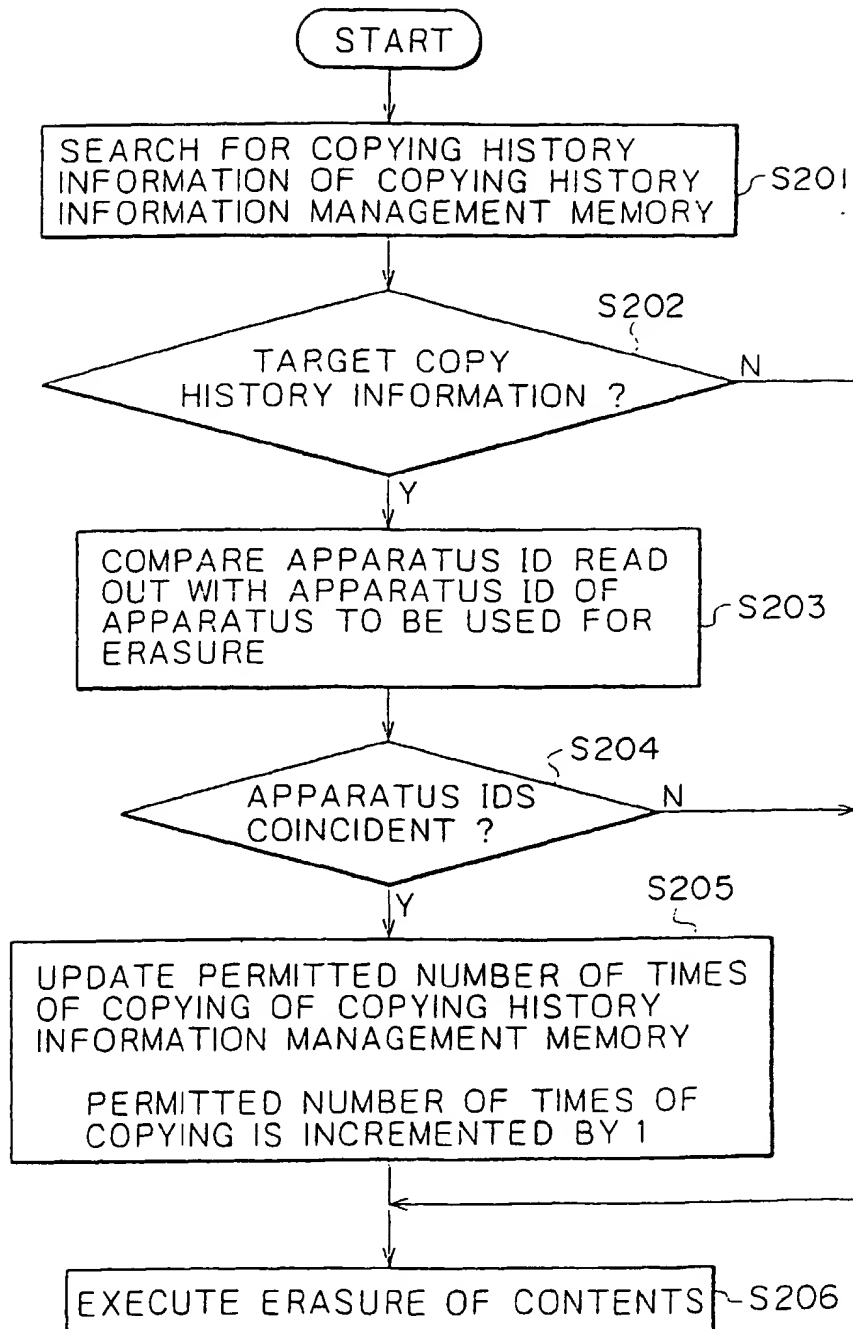 START
SEARCH FOR COPYING HISTORY
INFORMATION OF COPYING HISTORY
INFORMATION MANAGEMENT MEMORY
S201
S202
TARGET COPY
HISTORY INFORMATION ?
N
Y
COMPARE APPARATUS ID READ
OUT WITH APPARATUS ID OF
APPARATUS TO BE USED FOR
ERASURE
S203
S204
APPARATUS IDS
COINCIDENT ?
N
Y
S205
UPDATE PERMITTED NUMBER OF TIMES
OF COPYING OF COPYING HISTORY
INFORMATION MANAGEMENT MEMORY
PERMITTED NUMBER OF TIMES OF
COPYING IS INCREMENTED BY 1
EXECUTE ERASURE OF CONTENTS
S206